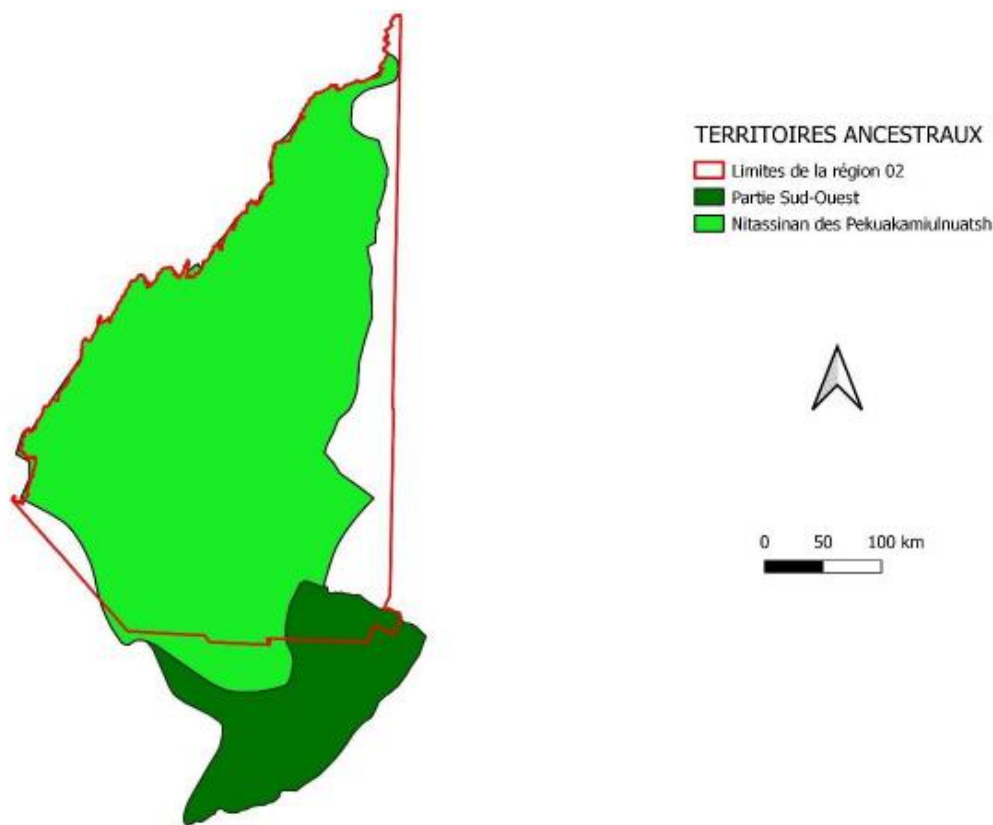 TERRITOIRES ANCESTRAUX
Limites de la région 02
Partie Sud-Ouest
Nitassinan des Pekuakamiulnuatsh
0 50 100 km